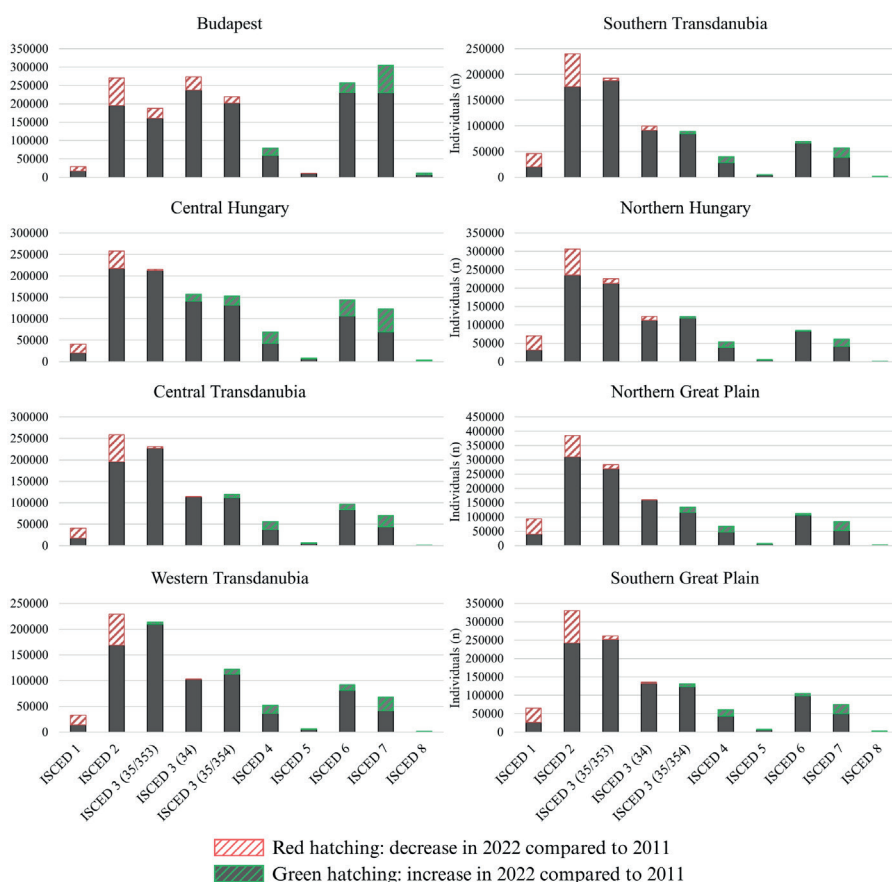 Budapest
350000
300000
250000
200000
150000
100000
50000
0
Southern Transdanubia
Individuals (n)
250000
200000
150000
100000
50000
0
Central Hungary
300000
250000
200000
150000
100000
50000
0
Northern Hungary
Individuals (n)
350000
300000
250000
200000
150000
100000
50000
0
Central Transdanubia
300000
250000
200000
150000
100000
50000
0
Northern Great Plain
Individuals (n)
450000
400000
350000
300000
250000
200000
150000
100000
50000
0
Western Transdanubia
250000
200000
150000
100000
50000
0
ISCED 1
ISCED 2
ISCED 3 (35/353)
ISCED 3 (34)
ISCED 3 (35/354)
ISCED 4
ISCED 5
ISCED 6
ISCED 7
ISCED 8
Southern Great Plain
Individuals (n)
350000
300000
250000
200000
150000
100000
50000
0
ISCED 1
ISCED 2
ISCED 3 (35/353)
ISCED 3 (34)
ISCED 3 (35/354)
ISCED 4
ISCED 5
ISCED 6
ISCED 7
ISCED 8
Red hatching: decrease in 2022 compared to 2011
Green hatching: increase in 2022 compared to 2011